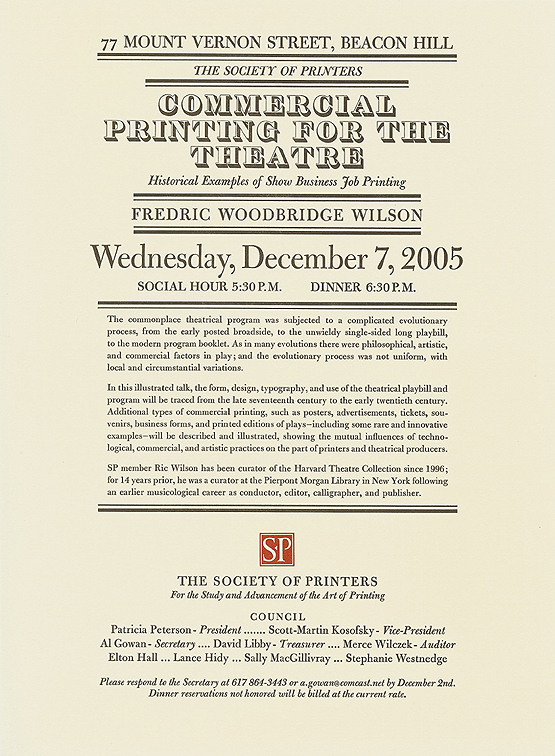 77 MOUNT VERNON STREET, BEACON HILL
THE SOCIETY OF PRINTERS
COMMERCIAL
PRINTING FOR THE
THEATRE
Historical Examples of Show Business Job Printing
FREDRIC WOODBRIDGE WILSON
Wednesday, December 7, 2005
SOCIAL HOUR 5:30 P.M. DINNER 6:30 P.M.
The commonplace theatrical program was subjected to a complicated evolutionary
process, from the early posted broadside, to the unwieldy single-sided long playbill,
to the modern program booklet. As in many evolutions there were philosophical, artistic,
and commercial factors in play; and the evolutionary process was not uniform, with
local and circumstantial variations.
In this illustrated talk, the form, design, typography, and use of the theatrical playbill and
program will be traced from the late seventeenth century to the early twentieth century.
Additional types of commercial printing, such as posters, advertisements, tickets, sou-
venirs, business forms, and printed editions of plays—including some rare and innovative
examples—will be described and illustrated, showing the mutual influences of techno-
logical, commercial, and artistic practices on the part of printers and theatrical producers.
SP member Ric Wilson has been curator of the Harvard Theatre Collection since 1996;
for 14 years prior, he was a curator at the Pierpont Morgan Library in New York following
an earlier musicological career as conductor, editor, calligrapher, and publisher.
S·P
THE SOCIETY OF PRINTERS
For the Study and Advancement of the Art of Printing
COUNCIL
Patricia Peterson - President ....... Scott-Martin Kosofsky - Vice-President
Al Gowan - Secretary .... David Libby - Treasurer .... Merce Wilczek - Auditor
Elton Hall ... Lance Hidy ... Sally MacGillivray ... Stephanie Westnedge
Please respond to the Secretary at 617 864-3443 or a.gowan@comcast.net by December 2nd.
Dinner reservations not honored will be billed at the current rate.